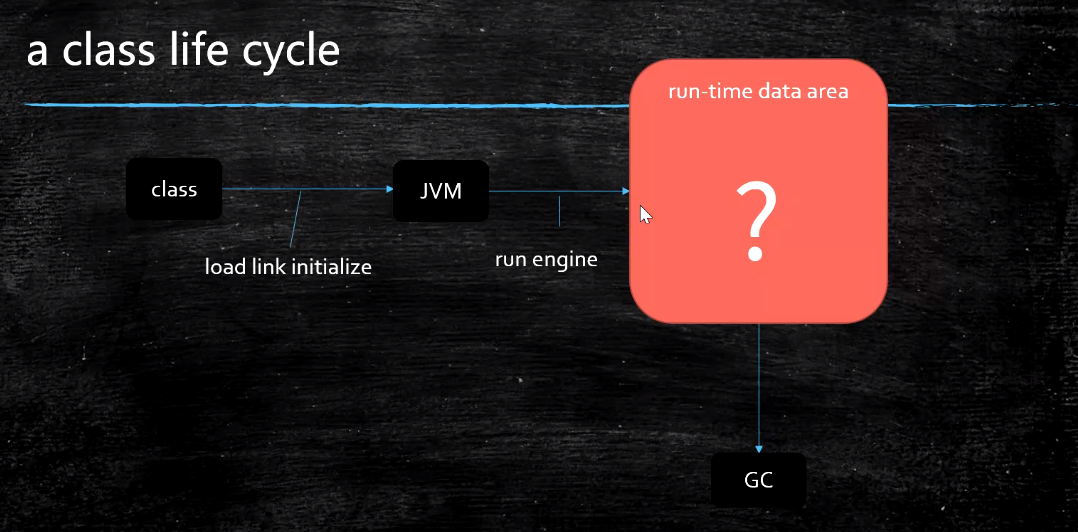 a class life cycle
run-time data area
class
JVM
?
load link initialize
run engine
GC